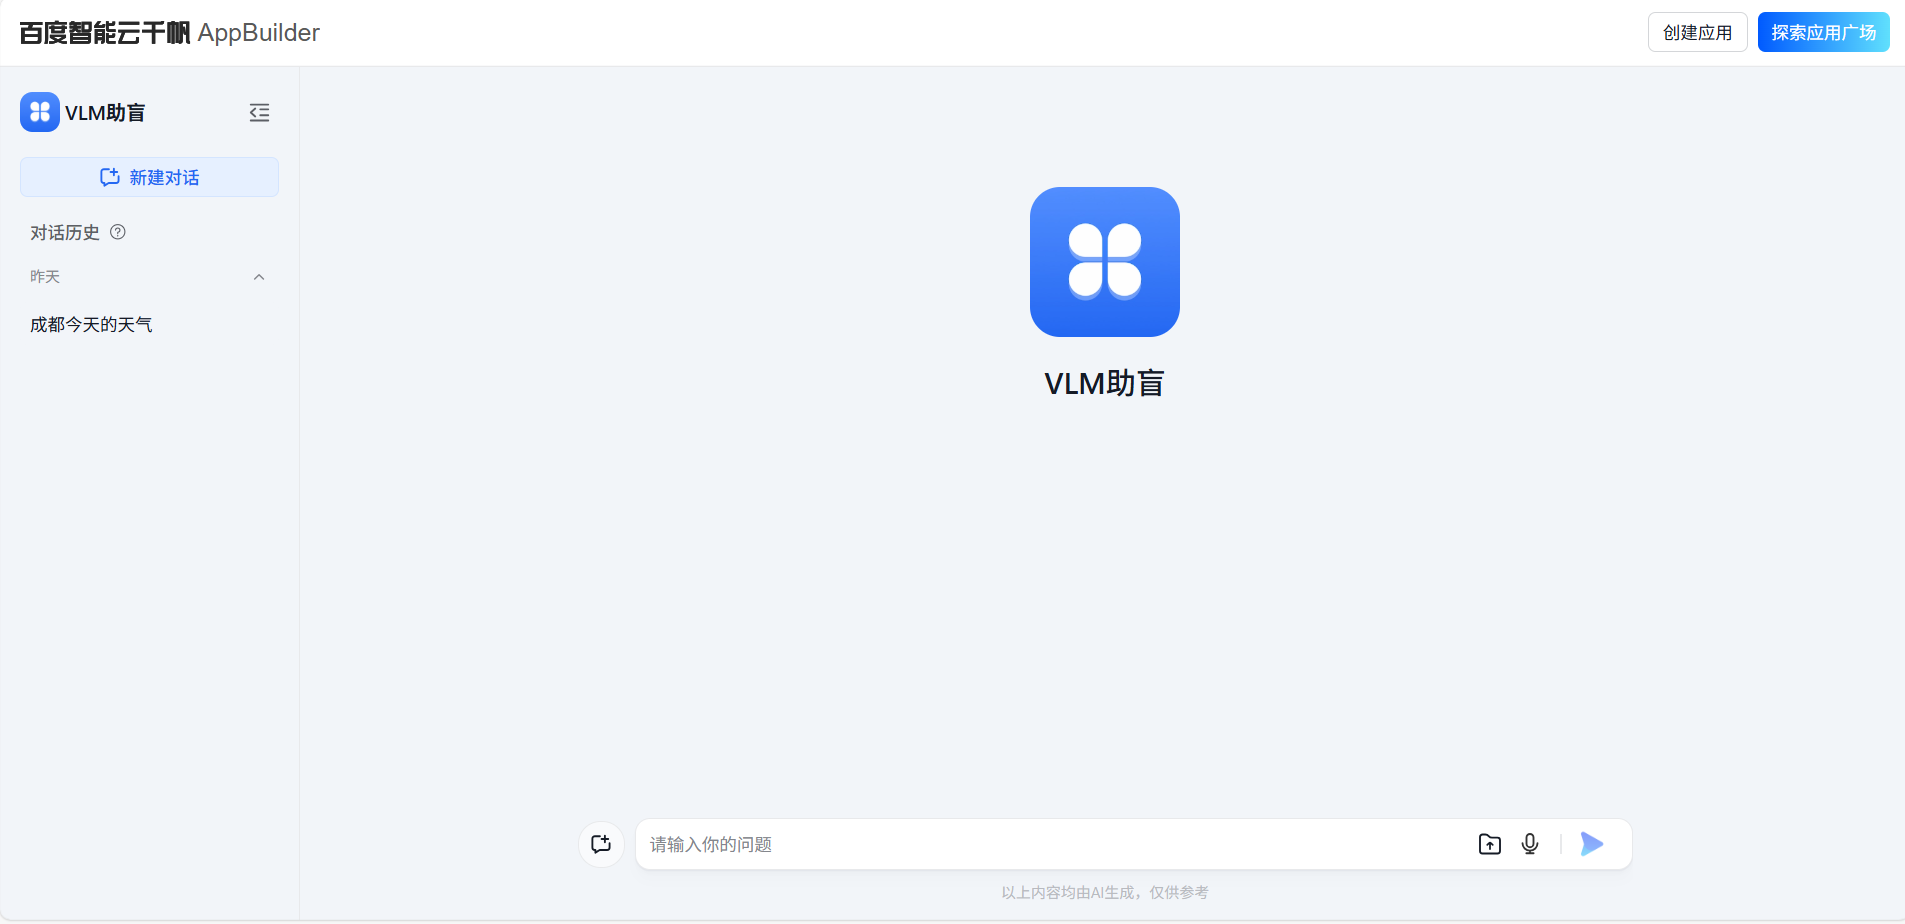 百度智能云千帆 AppBuilder
创建应用
探索应用广场
VLM助盲
新建对话
对话历史
昨天
成都今天的天气
VLM助盲
请输入你的问题
以上内容均由AI生成，仅供参考